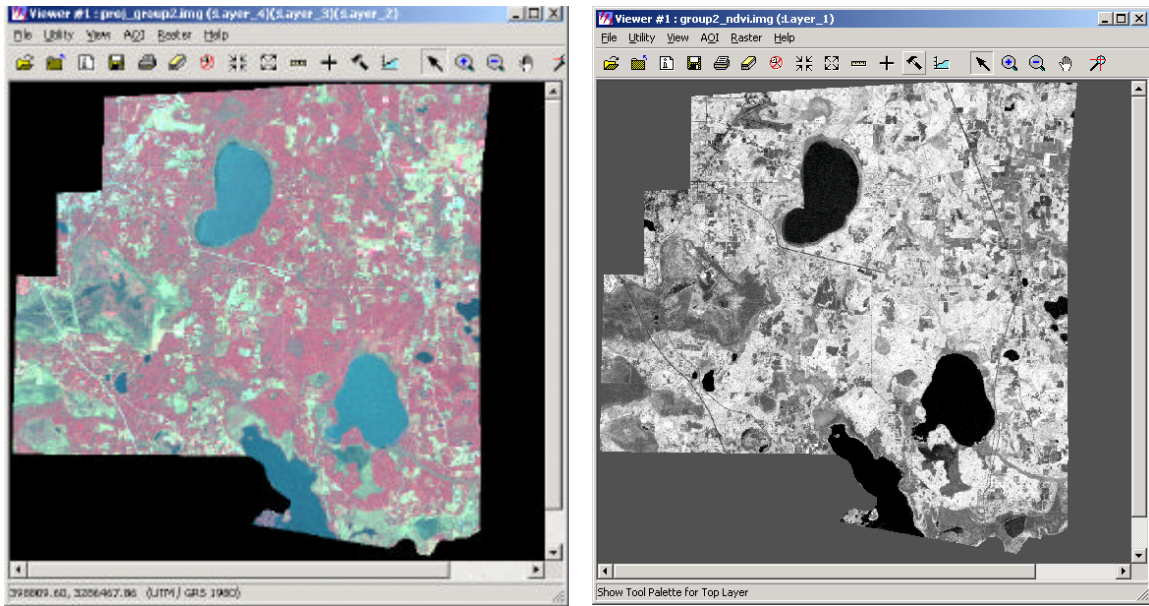 Viewer #1 : proj_group2.img (:Layer_4)(:Layer_3)(:Layer_2)
File Utility View AOI Raster Help
398809.60, 3286467.86 (UTM / GRS 1980)
Viewer #1 : group2_ndvi.img (:Layer_1)
File Utility View AOI Raster Help
Show Tool Palette for Top Layer